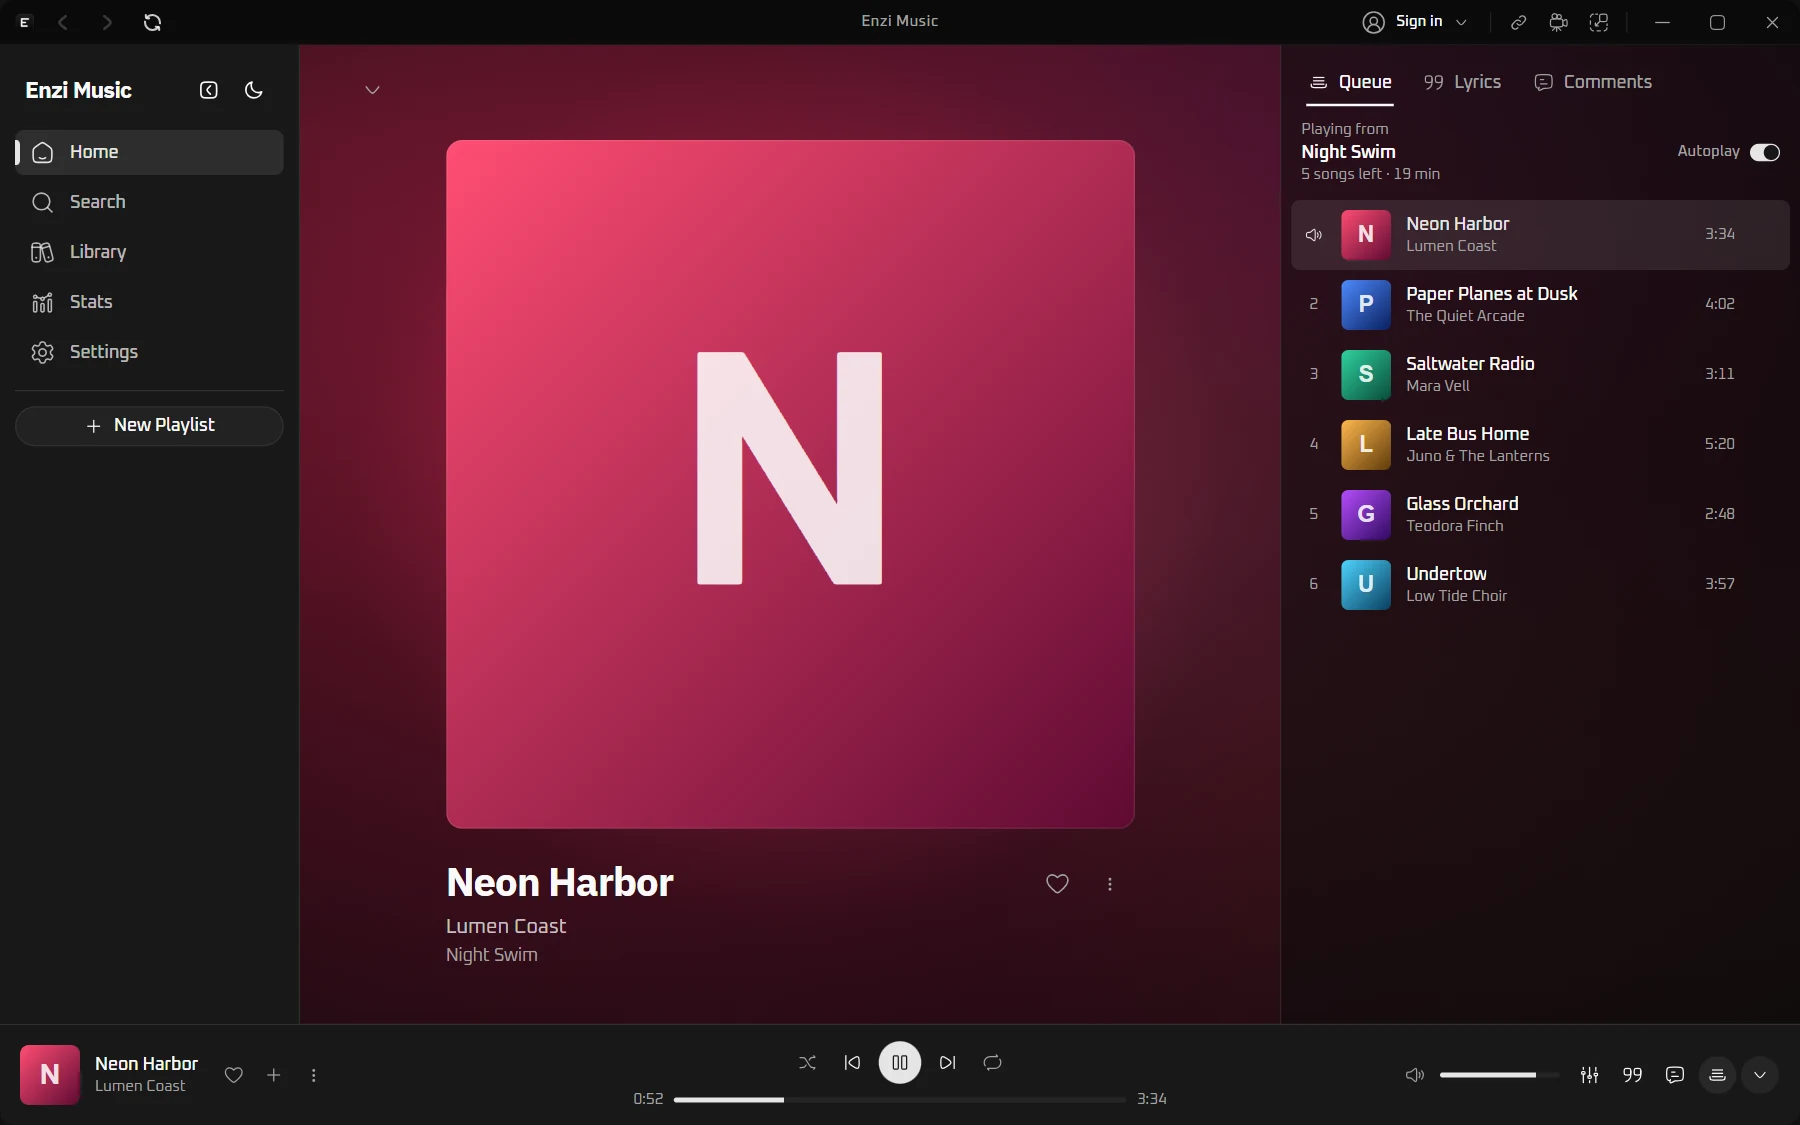 E
Enzi Music
Sign in
Enzi Music
Home
Search
Library
Stats
Settings
New Playlist
N
Neon Harbor
Lumen Coast
Night Swim
Queue
Lyrics
Comments
Playing from
Night Swim
5 songs left · 19 min
Autoplay
N
Neon Harbor
Lumen Coast
3:34
2
P
Paper Planes at Dusk
The Quiet Arcade
4:02
3
S
Saltwater Radio
Mara Vell
3:11
4
L
Late Bus Home
Juno & The Lanterns
5:20
5
G
Glass Orchard
Teodora Finch
2:48
6
U
Undertow
Low Tide Choir
3:57
N
Neon Harbor
Lumen Coast
0:52
3:34